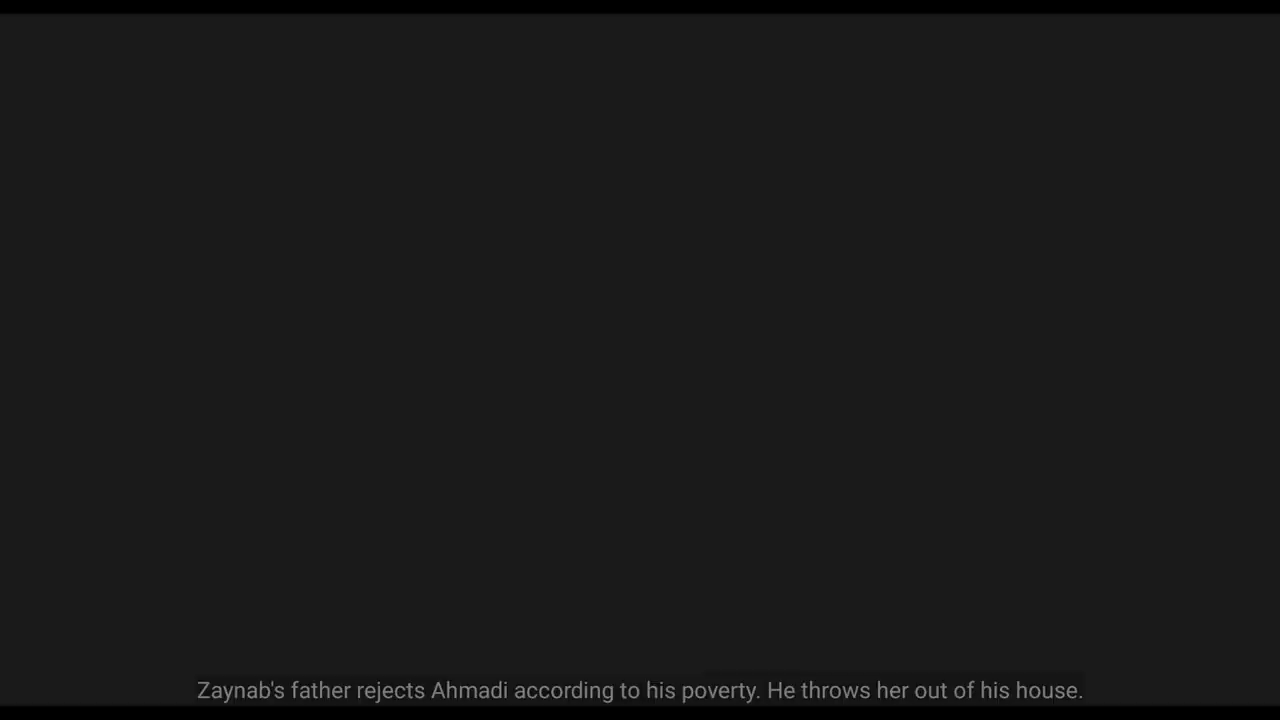 Zaynab's father rejects Ahmadi according to his poverty. He throws her out of his house.